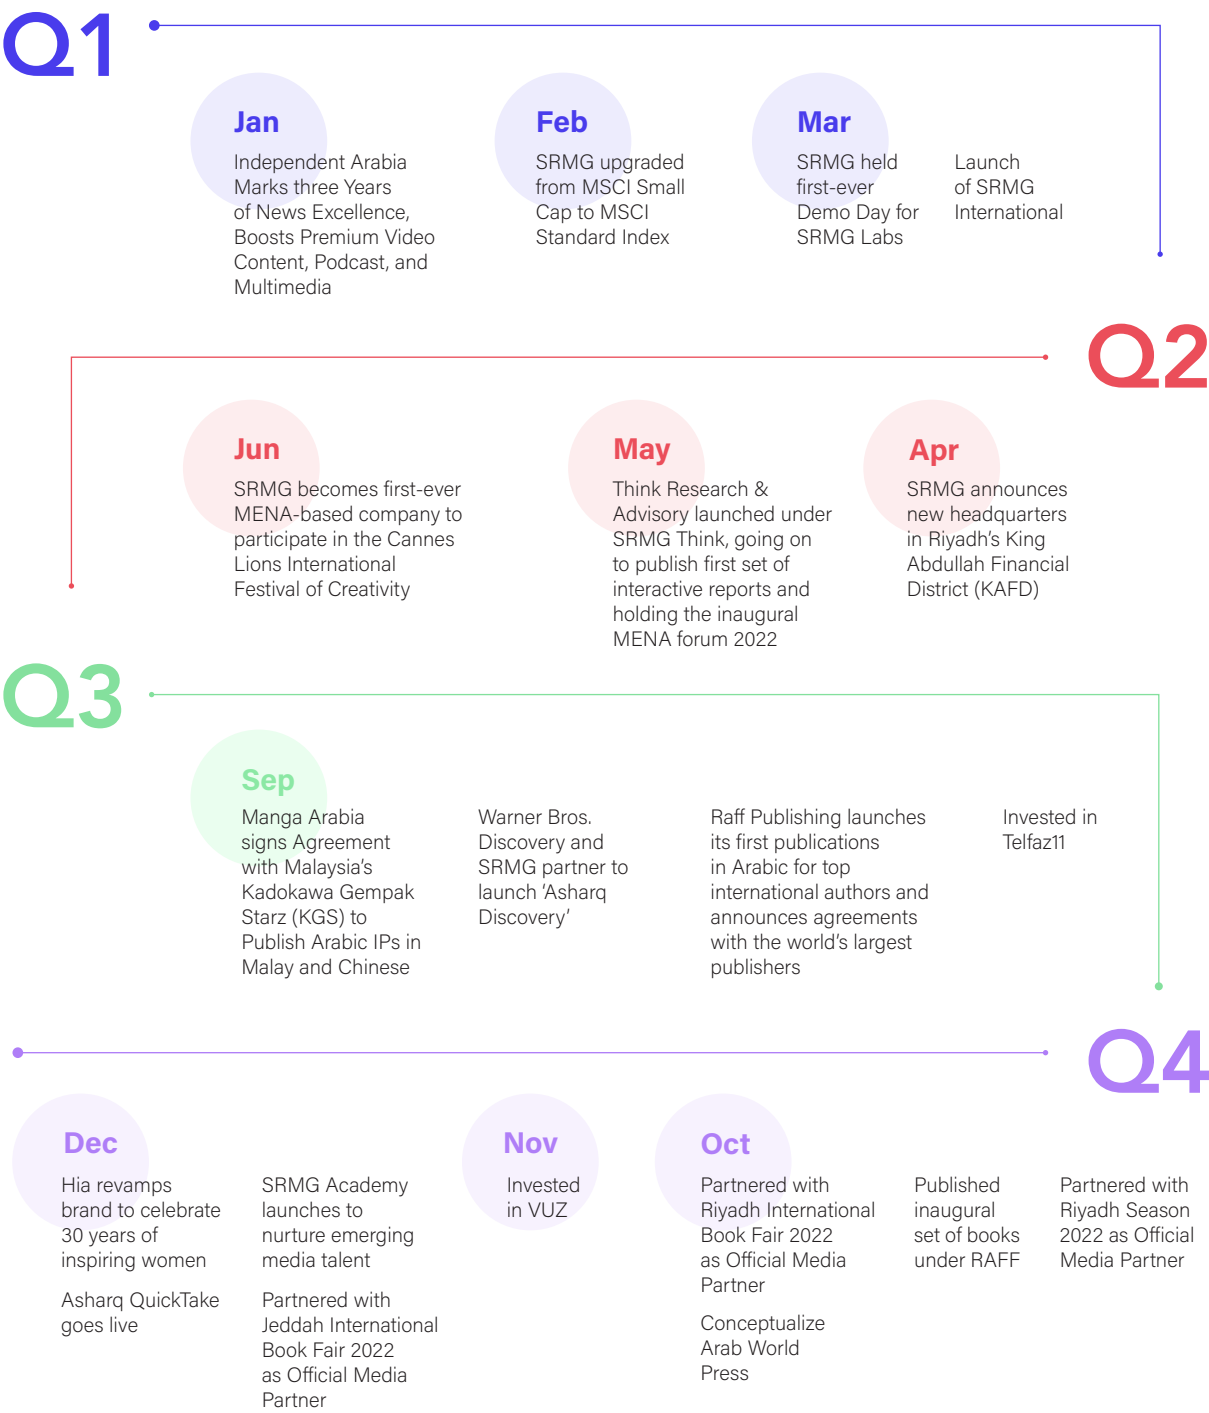 Q1
Jan
Independent Arabia
Marks three Years
of News Excellence,
Boosts Premium Video
Content, Podcast, and
Multimedia
Feb
SRMG upgraded
from MSCI Small
Cap to MSCI
Standard Index
Mar
SRMG held
first-ever
Demo Day for
SRMG Labs
Launch
of SRMG
International
Q2
Jun
SRMG becomes first-ever
MENA-based company to
participate in the Cannes
Lions International
Festival of Creativity
May
Think Research &
Advisory launched under
SRMG Think, going on
to publish first set of
interactive reports and
holding the inaugural
MENA forum 2022
Apr
SRMG announces
new headquarters
in Riyadh's King
Abdullah Financial
District (KAFD)
Q3
Sep
Manga Arabia
signs Agreement
with Malaysia's
Kadokawa Gempak
Starz (KGS) to
Publish Arabic IPs in
Malay and Chinese
Warner Bros.
Discovery and
SRMG partner to
launch 'Asharq
Discovery'
Raff Publishing launches
its first publications
in Arabic for top
international authors and
announces agreements
with the world's largest
publishers
Invested in
Telfaz11
Q4
Dec
Hia revamps
brand to celebrate
30 years of
inspiring women
Asharq QuickTake
goes live
SRMG Academy
launches to
nurture emerging
media talent
Partnered with
Jeddah International
Book Fair 2022
as Official Media
Partner
Nov
Invested
in VUZ
Oct
Partnered with
Riyadh International
Book Fair 2022
as Official Media
Partner
Conceptualize
Arab World
Press
Published
inaugural
set of books
under RAFF
Partnered with
Riyadh Season
2022 as Official
Media Partner